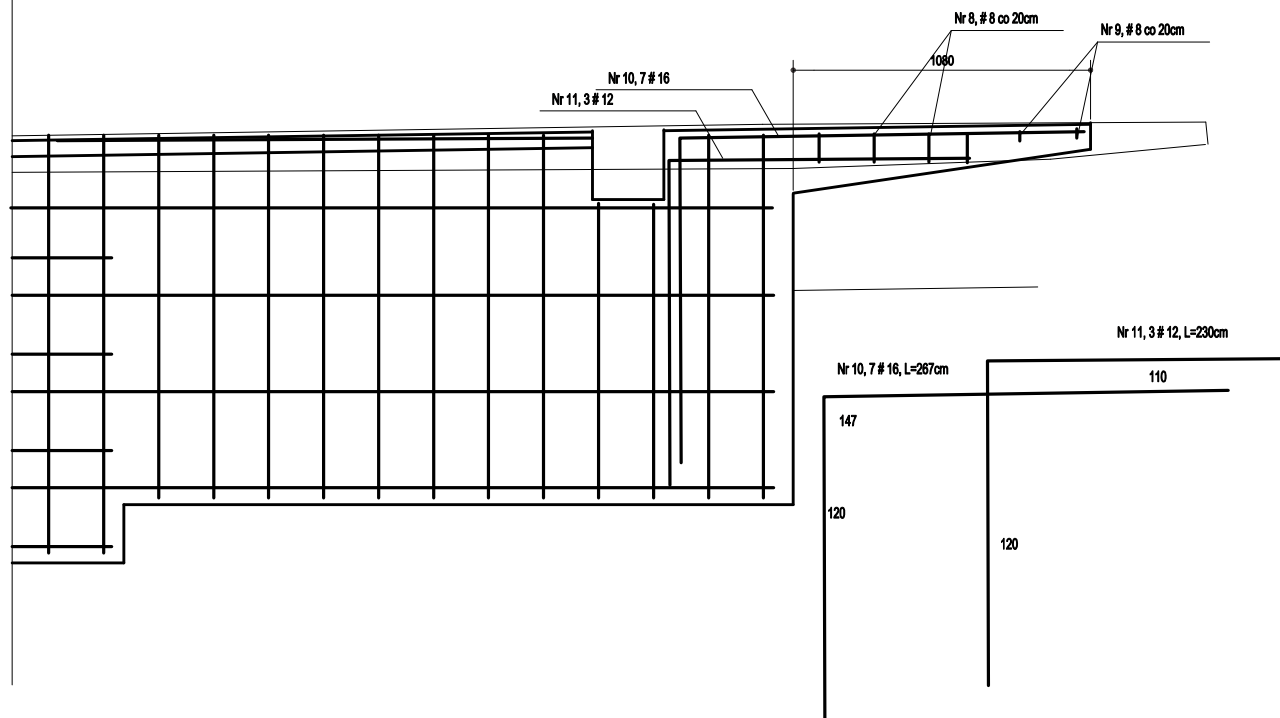 Nr 8, # 8 co 20cm
Nr 9, # 8 co 20cm
1080
Nr 10, 7 # 16
Nr 11, 3 # 12
Nr 11, 3 # 12, L=230cm
Nr 10, 7 # 16, L=267cm
110
147
120
120